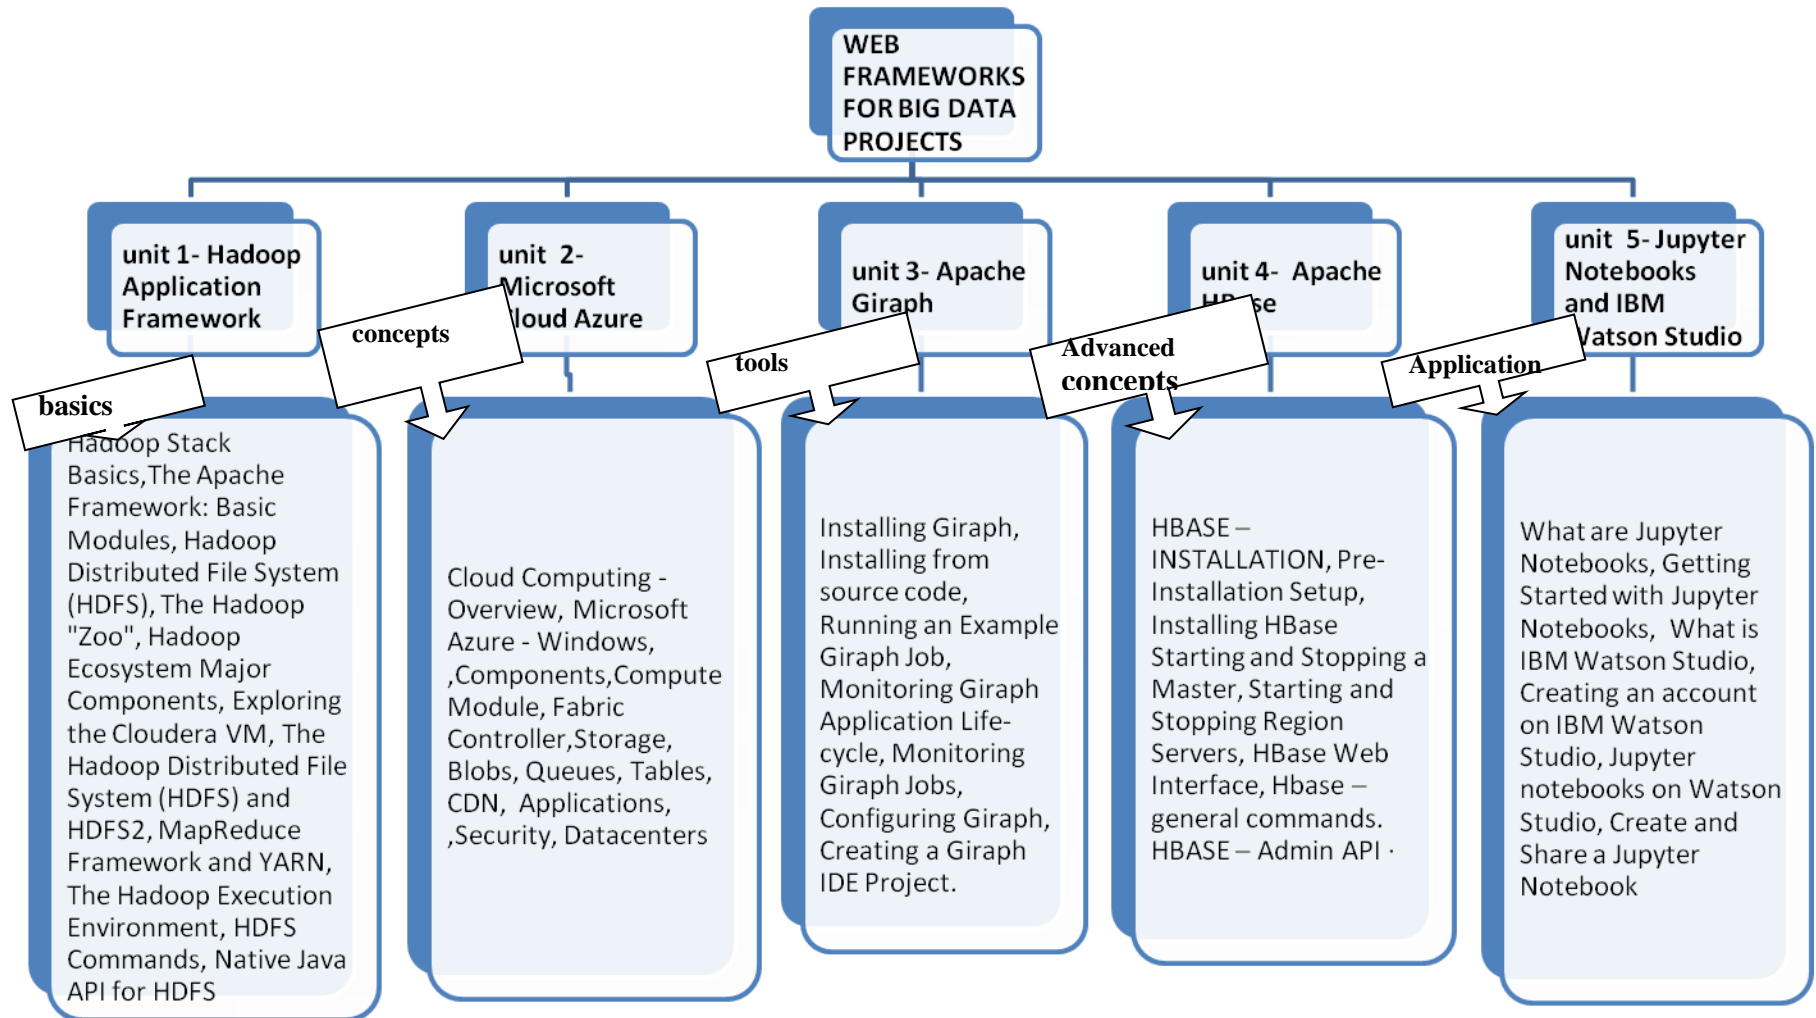 WEB
FRAMEWORKS
FOR BIG DATA
PROJECTS
unit 1- Hadoop
Application
Framework
unit 2-
Microsoft
Cloud Azure
unit 3- Apache
Giraph
unit 4- Apache
HBase
unit 5- Jupyter
Notebooks
and IBM
Watson Studio
basics
concepts
tools
Advanced
concepts
Application
Hadoop Stack
Basics,The Apache
Framework: Basic
Modules, Hadoop
Distributed File System
(HDFS), The Hadoop
"Zoo", Hadoop
Ecosystem Major
Components, Exploring
the Cloudera VM, The
Hadoop Distributed File
System (HDFS) and
HDFS2, MapReduce
Framework and YARN,
The Hadoop Execution
Environment, HDFS
Commands, Native Java
API for HDFS
Cloud Computing -
Overview, Microsoft
Azure - Windows,
,Components,Compute
Module, Fabric
Controller,Storage,
Blobs, Queues, Tables,
CDN, Applications,
,Security, Datacenters
Installing Giraph,
Installing from
source code,
Running an Example
Giraph Job,
Monitoring Giraph
Application Life-
cycle, Monitoring
Giraph Jobs,
Configuring Giraph,
Creating a Giraph
IDE Project.
HBASE –
INSTALLATION, Pre-
Installation Setup,
Installing HBase
Starting and Stopping a
Master, Starting and
Stopping Region
Servers, HBase Web
Interface, Hbase –
general commands.
HBASE – Admin API ·
What are Jupyter
Notebooks, Getting
Started with Jupyter
Notebooks, What is
IBM Watson Studio,
Creating an account
on IBM Watson
Studio, Jupyter
notebooks on Watson
Studio, Create and
Share a Jupyter
Notebook